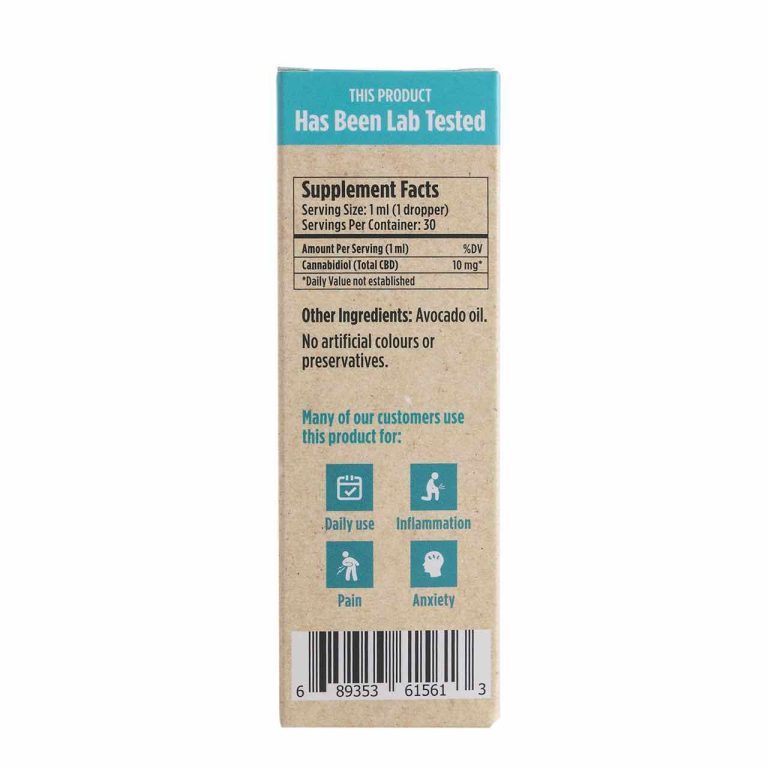 THIS PRODUCT
Has Been Lab Tested
Supplement Facts
Serving Size: 1 ml (1 dropper)
Servings Per Container: 30
Amount Per Serving (1 ml) %DV
Cannabidiol (Total CBD) 10 mg*
*Daily Value not established
Other Ingredients: Avocado oil.
No artificial colours or
preservatives.
Many of our customers use
this product for:
Daily use Inflammation
Pain Anxiety
6 89353 61561 3